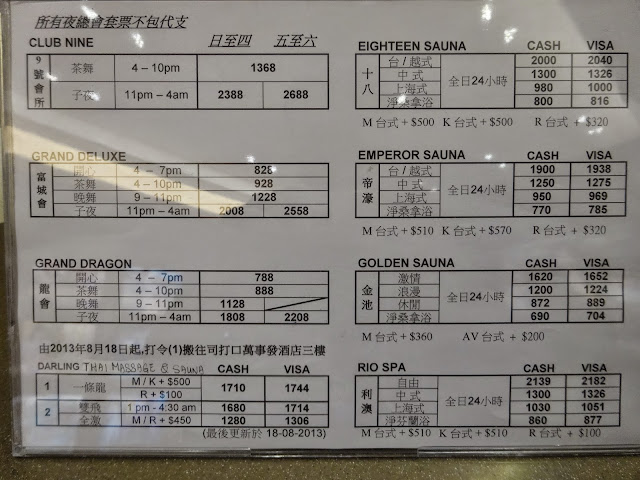 所有夜總會套票不包代支
CLUB NINE 日至四 五至六
9號會所 茶舞 4 – 10pm 1368
子夜 11pm – 4am 2388 2688
GRAND DELUXE
富城會 開心 4 - 7pm 828
茶舞 4 – 10pm 928
晚舞 9 – 11pm 1228
子夜 11pm – 4am 2008 2558
GRAND DRAGON
龍會 開心 4 – 7pm 788
茶舞 4 – 10pm 888
晚舞 9 – 11pm 1128
子夜 11pm – 4am 1808 2208
由2013年8月18日起,打令(1)搬往司打口萬事發酒店三樓
DARLING THAI MASSAGE & SAUNA CASH VISA
1 一條龍 M / K + $500 1710 1744
R + $100
2 雙飛 1 pm - 4:30 am 1680 1714
全激 M / R + $450 1280 1306
(最後更新於 18-08-2013)
EIGHTEEN SAUNA CASH VISA
十八 台 / 越式 全日24小時 2000 2040
中 式 1300 1326
上海式 980 1000
淨桑拿浴 800 816
M 台式 + $500 K 台式 + $500 R 台式 + $320
EMPEROR SAUNA CASH VISA
帝濠 台 / 越式 全日24小時 1900 1938
中 式 1250 1275
上海式 950 969
淨桑拿浴 770 785
M 台式 + $510 K 台式 + $570 R 台式 + $320
GOLDEN SAUNA CASH VISA
金池 激情 全日24小時 1620 1652
浪漫 1200 1224
休閒 872 889
淨桑拿浴 690 704
M 台式 + $360 AV 台式 + $200
RIO SPA CASH VISA
利澳 自由 全日24小時 2139 2182
中 式 1300 1326
上海式 1030 1051
淨芬蘭浴 860 877
M 台式 + $510 K 台式 + $510 R 台式 + $100